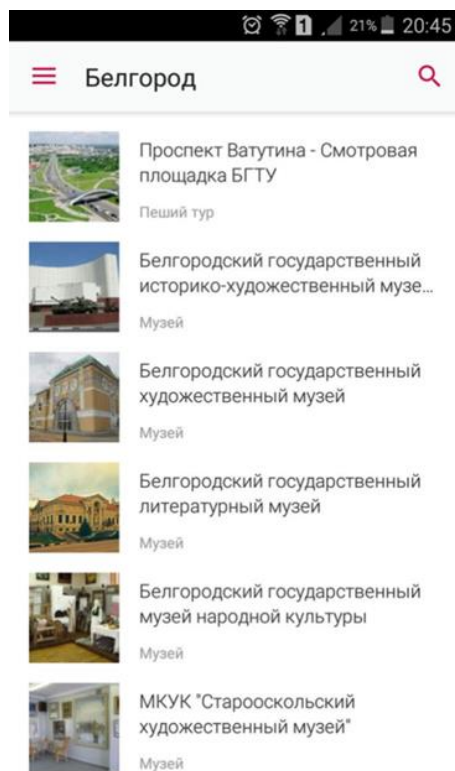 1 21% 20:45
Белгород
Проспект Ватутина - Смотровая
площадка БГТУ
Пеший тур
Белгородский государственный
историко-художественный музе...
Музей
Белгородский государственный
художественный музей
Музей
Белгородский государственный
литературный музей
Музей
Белгородский государственный
музей народной культуры
Музей
МКУК "Старооскольский
художественный музей"
Музей